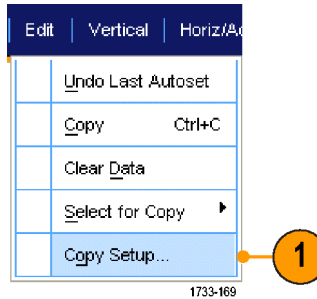 Edit | Vertical | Horiz/Ac
Undo Last Autoset
Copy Ctrl+C
Clear Data
Select for Copy
Copy Setup...
1
1733-169